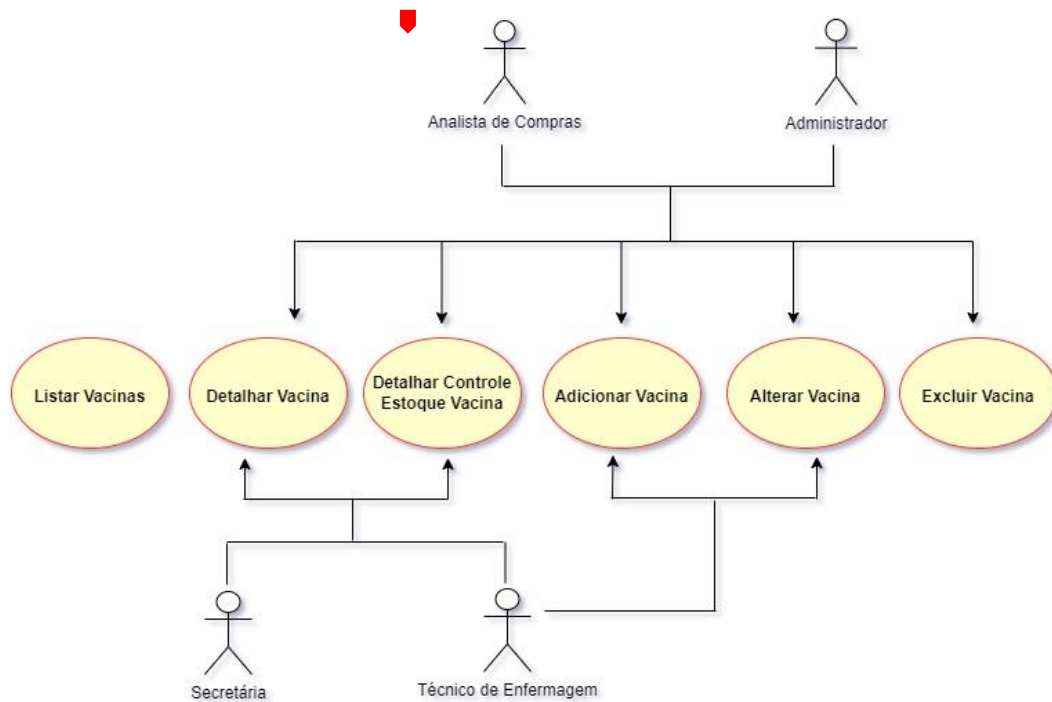 Analista de Compras
Administrador
Listar Vacinas
Detalhar Vacina
Detalhar Controle
Estoque Vacina
Adicionar Vacina
Alterar Vacina
Excluir Vacina
Secretária
Técnico de Enfermagem